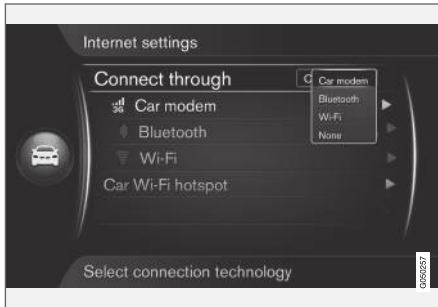 Internet settings
Connect through
C
Car modem
Bluetooth
Wi-Fi
None
3G Car modem
Bluetooth
Wi-Fi
Car Wi-Fi hotspot
Select connection technology
G050257